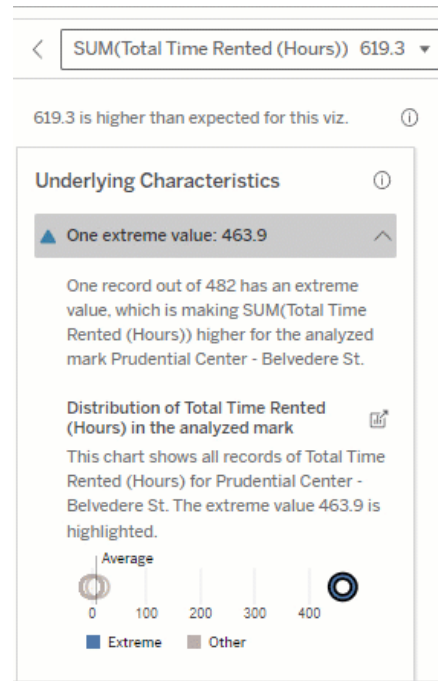 SUM(Total Time Rented (Hours)) 619.3
619.3 is higher than expected for this viz.
Underlying Characteristics
One extreme value: 463.9
One record out of 482 has an extreme
value, which is making SUM(Total Time
Rented (Hours)) higher for the analyzed
mark Prudential Center - Belvedere St.
Distribution of Total Time Rented
(Hours) in the analyzed mark
This chart shows all records of Total Time
Rented (Hours) for Prudential Center -
Belvedere St. The extreme value 463.9 is
highlighted.
Average
0 100 200 300 400
Extreme Other